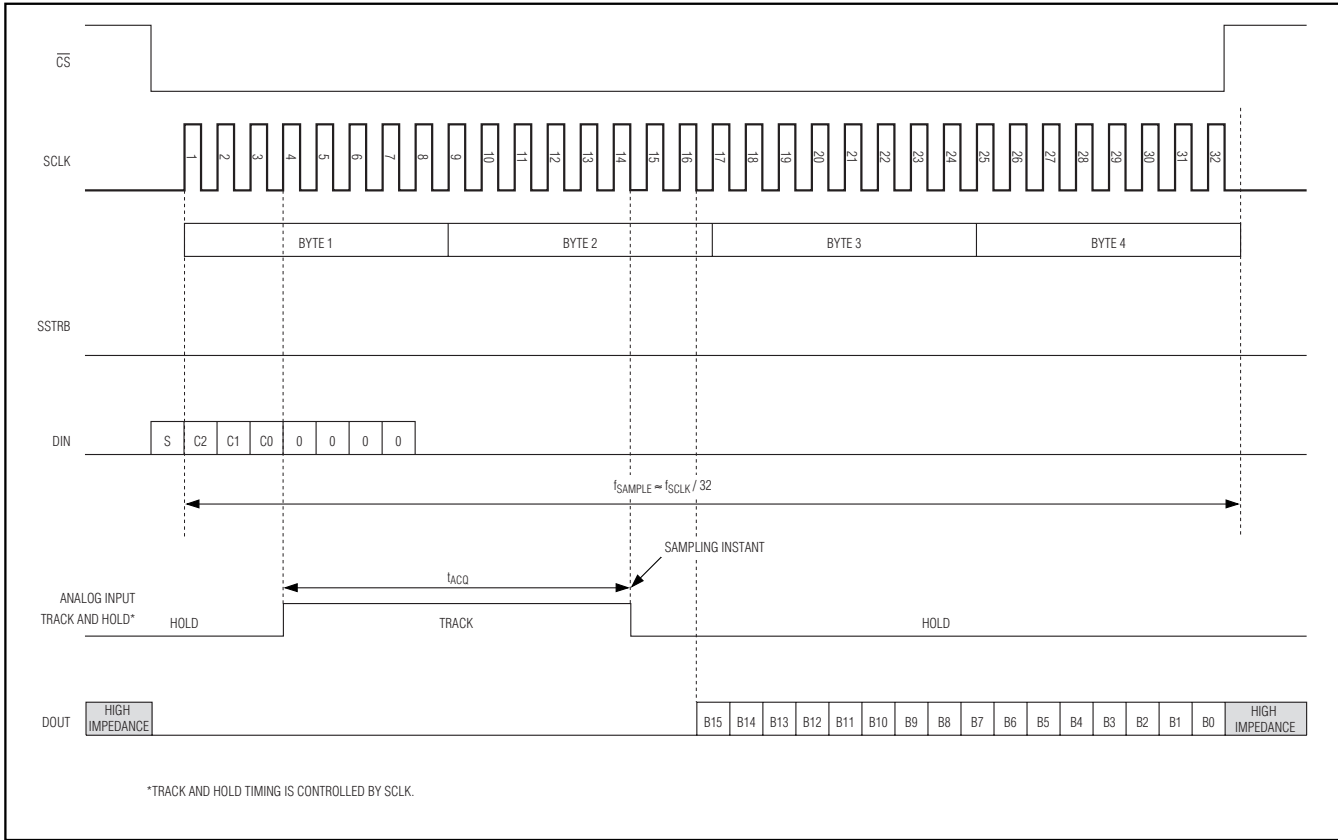 CS
SCLK
1 2 3 4 5 6 7 8 9 10 11 12 13 14 15 16 17 18 19 20 21 22 23 24 25 26 27 28 29 30 31 32
BYTE 1 BYTE 2 BYTE 3 BYTE 4
SSTRB
DIN
S C2 C1 C0 0 0 0 0
fSAMPLE ≈ fSCLK / 32
SAMPLING INSTANT
tACQ
ANALOG INPUT
TRACK AND HOLD*
HOLD TRACK HOLD
DOUT
HIGH
IMPEDANCE
B15 B14 B13 B12 B11 B10 B9 B8 B7 B6 B5 B4 B3 B2 B1 B0
HIGH
IMPEDANCE
*TRACK AND HOLD TIMING IS CONTROLLED BY SCLK.